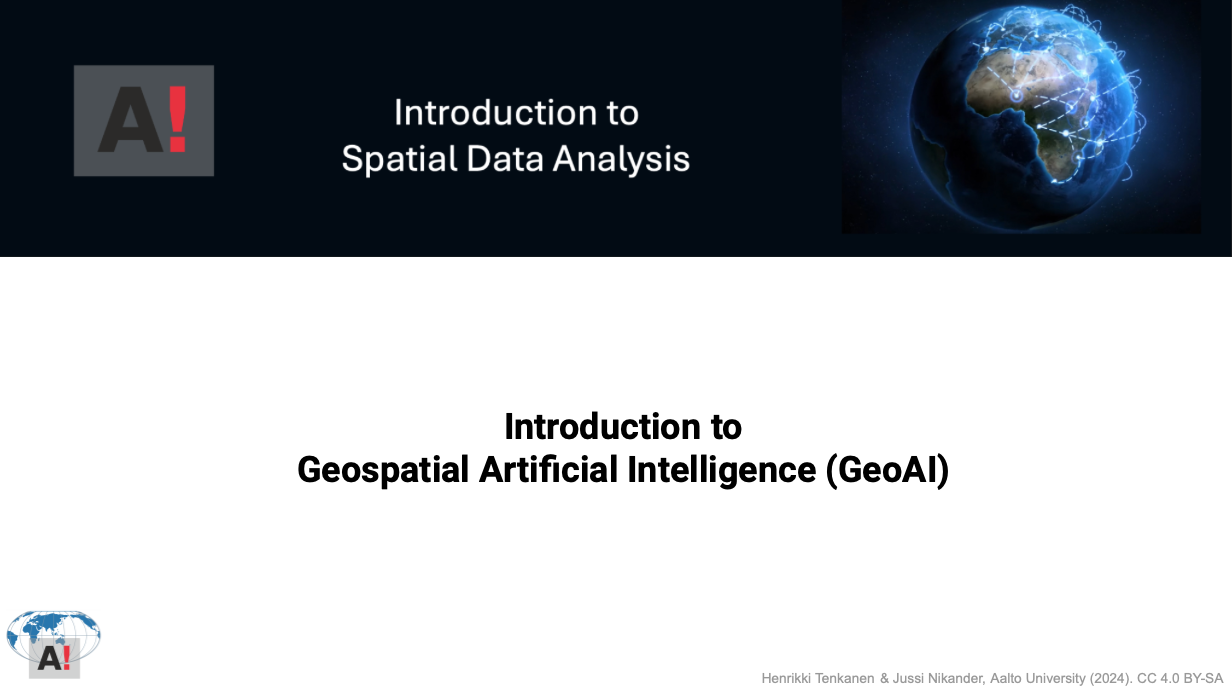 A!
Introduction to
Spatial Data Analysis
Introduction to
Geospatial Artificial Intelligence (GeoAI)
A!
Henrikki Tenkanen & Jussi Nikander, Aalto University (2024). CC 4.0 BY-SA